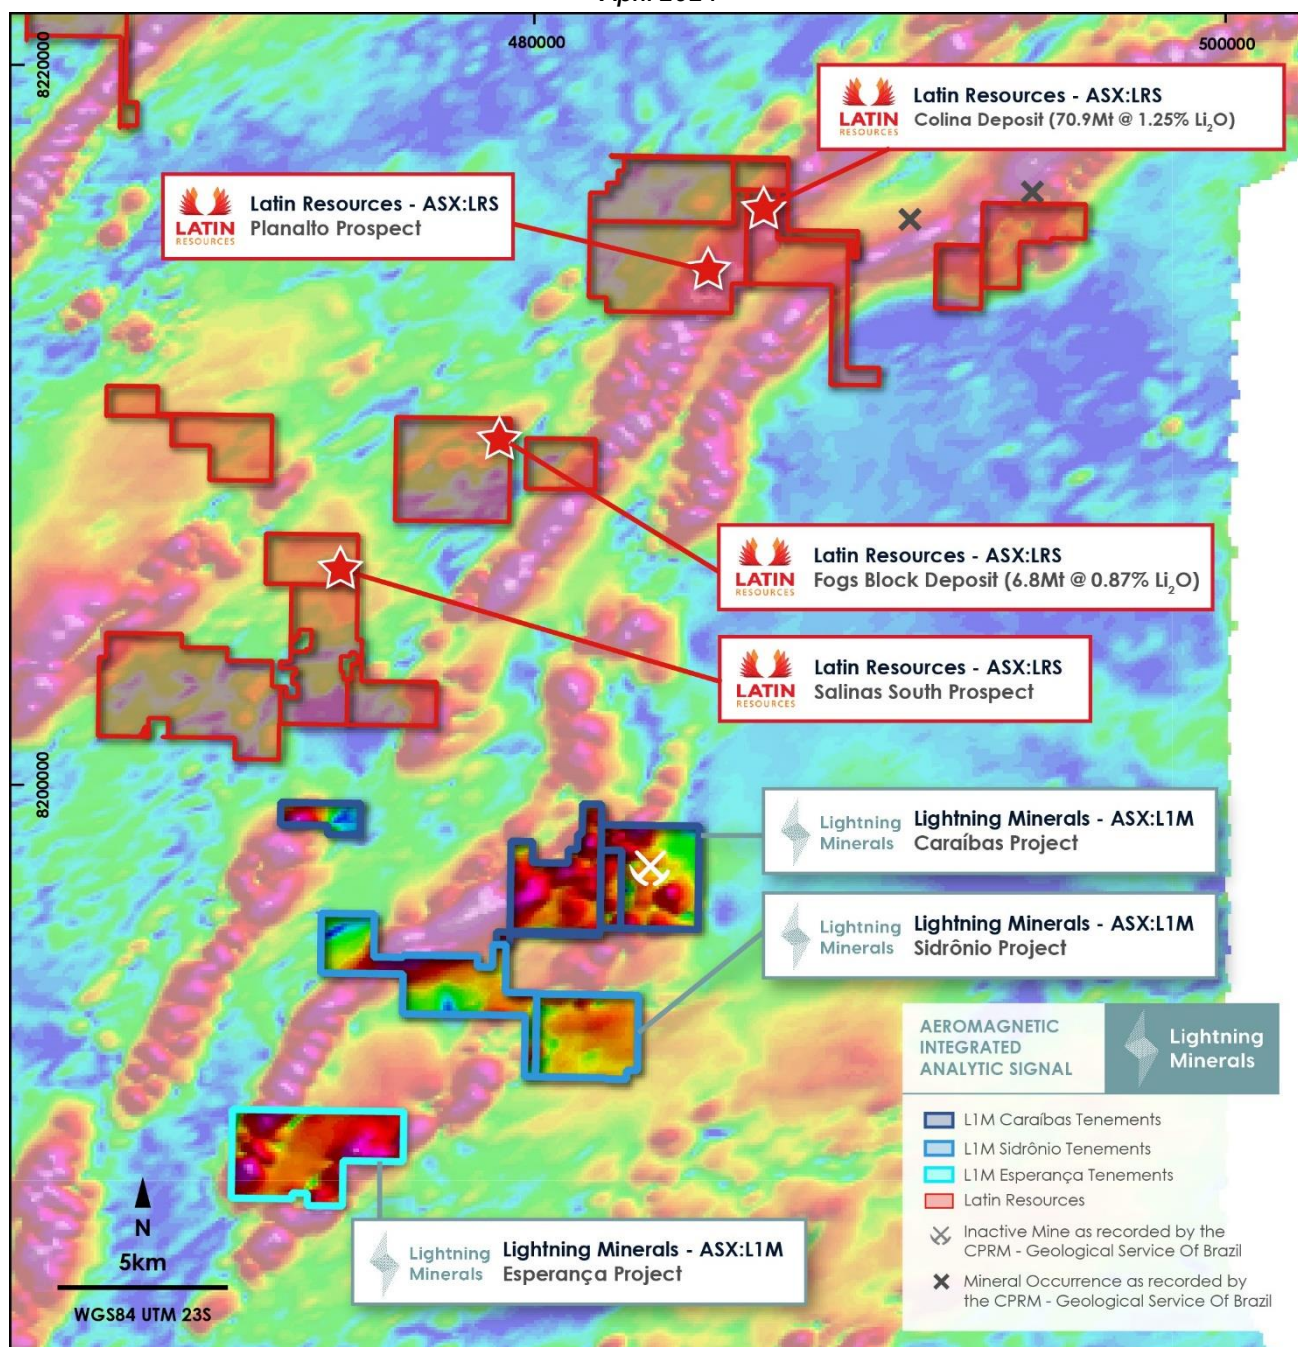 480000
500000
8220000
LATIN
RESOURCES
Latin Resources - ASX:LRS
Colina Deposit (70.9Mt @ 1.25% Li₂O)
LATIN
RESOURCES
Latin Resources - ASX:LRS
Planalto Prospect
LATIN
RESOURCES
Latin Resources - ASX:LRS
Fogs Block Deposit (6.8Mt @ 0.87% Li₂O)
LATIN
RESOURCES
Latin Resources - ASX:LRS
Salinas South Prospect
8200000
Lightning
Minerals
Lightning Minerals - ASX:L1M
Caraíbas Project
Lightning
Minerals
Lightning Minerals - ASX:L1M
Sidrônio Project
AEROMAGNETIC
INTEGRATED
ANALYTIC SIGNAL
Lightning
Minerals
L1M Caraíbas Tenements
L1M Sidrônio Tenements
L1M Esperança Tenements
Latin Resources
Inactive Mine as recorded by the
CPRM - Geological Service Of Brazil
Mineral Occurrence as recorded by
the CPRM - Geological Service Of Brazil
Lightning
Minerals
Lightning Minerals - ASX:L1M
Esperança Project
N
5km
WGS84 UTM 23S